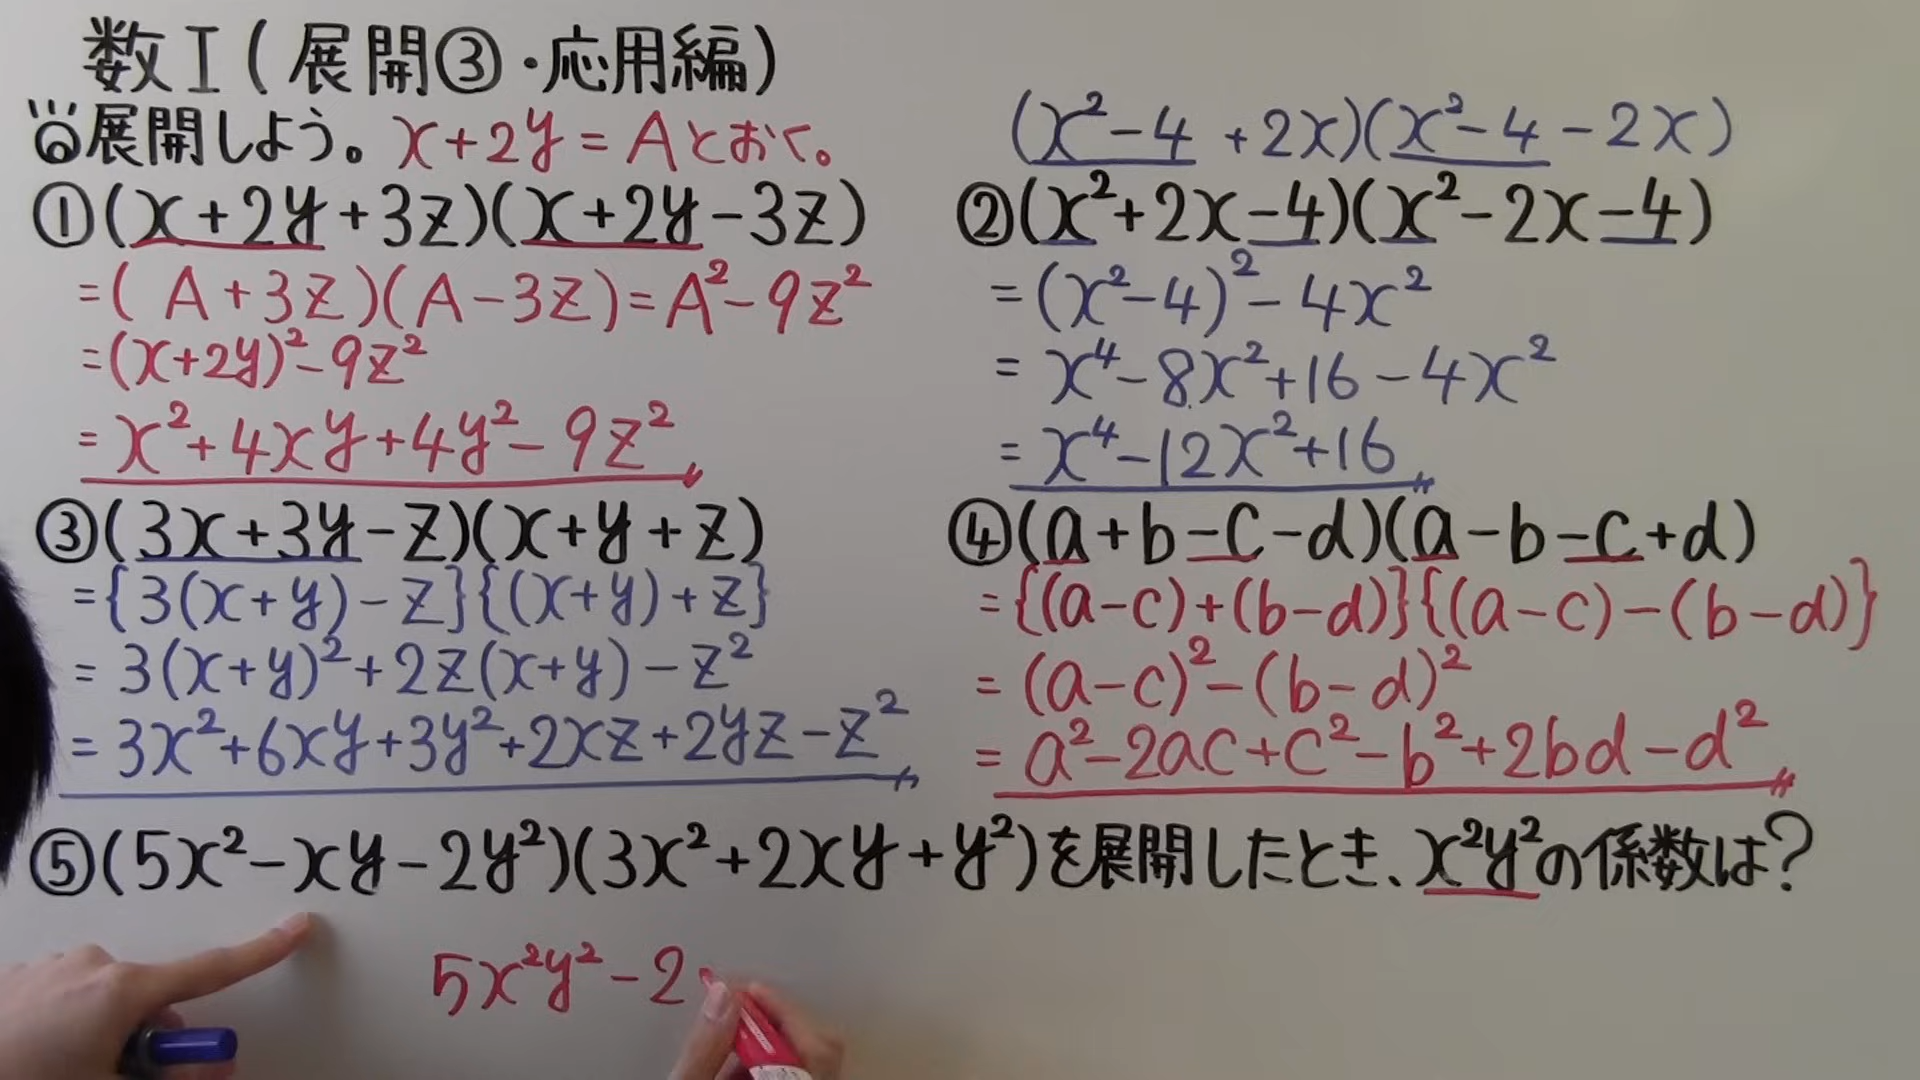 数Ⅰ(展開③・応用編)
◎展開しよう。x+2y=Aとおく。
①(x+2y+3z)(x+2y-3z)
=(A+3z)(A-3z)=A²-9z²
=(x+2y)²-9z²
=x²+4xy+4y²-9z²
(x²-4+2x)(x²-4-2x)
②(x²+2x-4)(x²-2x-4)
=(x²-4)²-4x²
=x⁴-8x²+16-4x²
=x⁴-12x²+16
③(3x+3y-z)(x+y+z)
={3(x+y)-z}{(x+y)+z}
=3(x+y)²+2z(x+y)-z²
=3x²+6xy+3y²+2xz+2yz-z²
④(a+b-c-d)(a-b-c+d)
={(a-c)+(b-d)}{(a-c)-(b-d)}
=(a-c)²-(b-d)²
=a²-2ac+c²-b²+2bd-d²
⑤(5x²-xy-2y²)(3x²+2xy+y²)を展開したとき、x²y²の係数は?
5x²y²-2